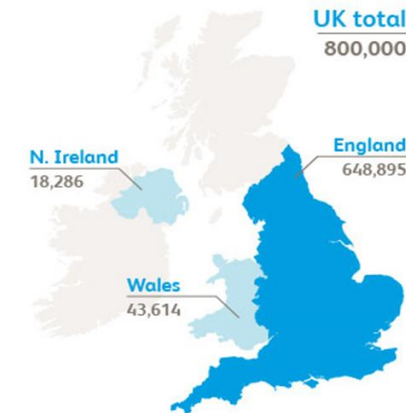 UK total
800,000
England
648,895
N. Ireland
18,286
Wales
43,614